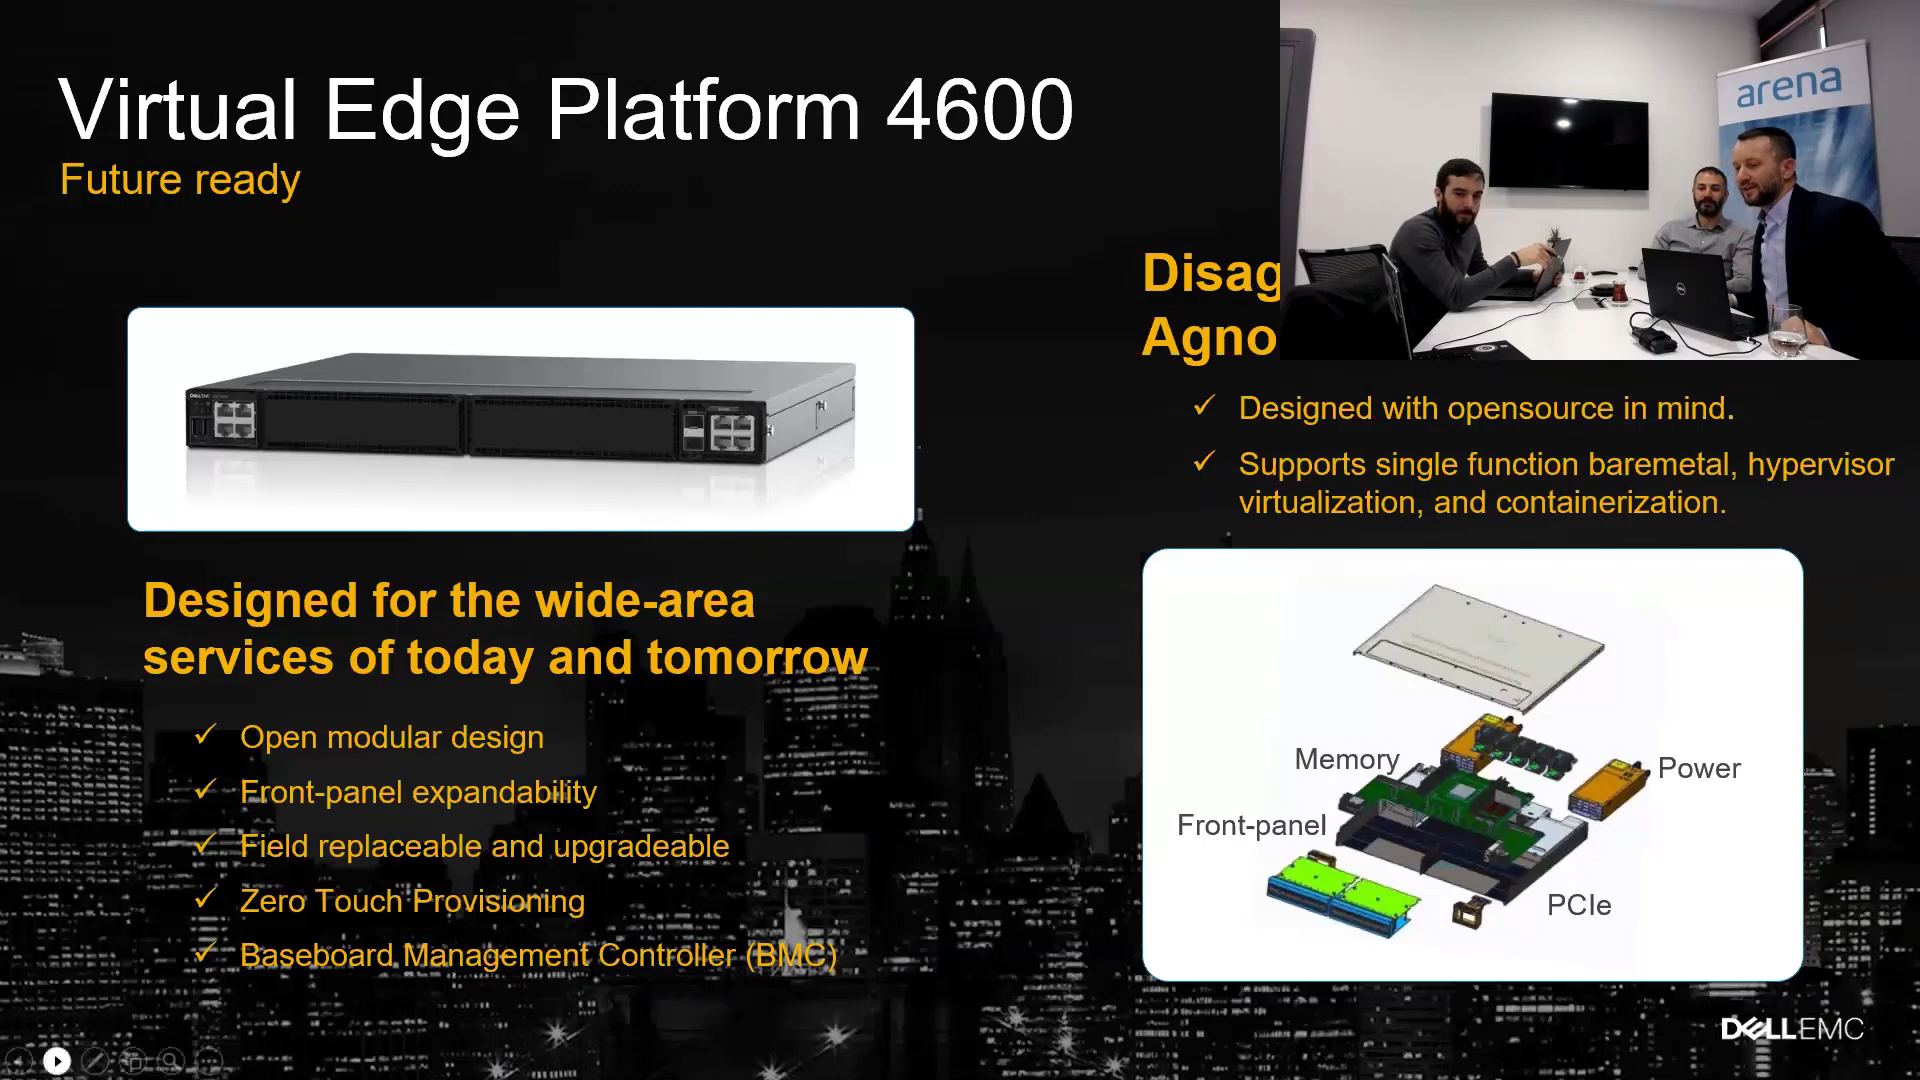 Virtual Edge Platform 4600
Future ready
arena
Disag
Agno
✓ Designed with opensource in mind.
✓ Supports single function baremetal, hypervisor
virtualization, and containerization.
DELLEMC
Designed for the wide-area
services of today and tomorrow
✓ Open modular design
✓ Front-panel expandability
✓ Field replaceable and upgradeable
✓ Zero Touch Provisioning
✓ Baseboard Management Controller (BMC)
Memory
Power
Front-panel
PCIe
DELLEMC